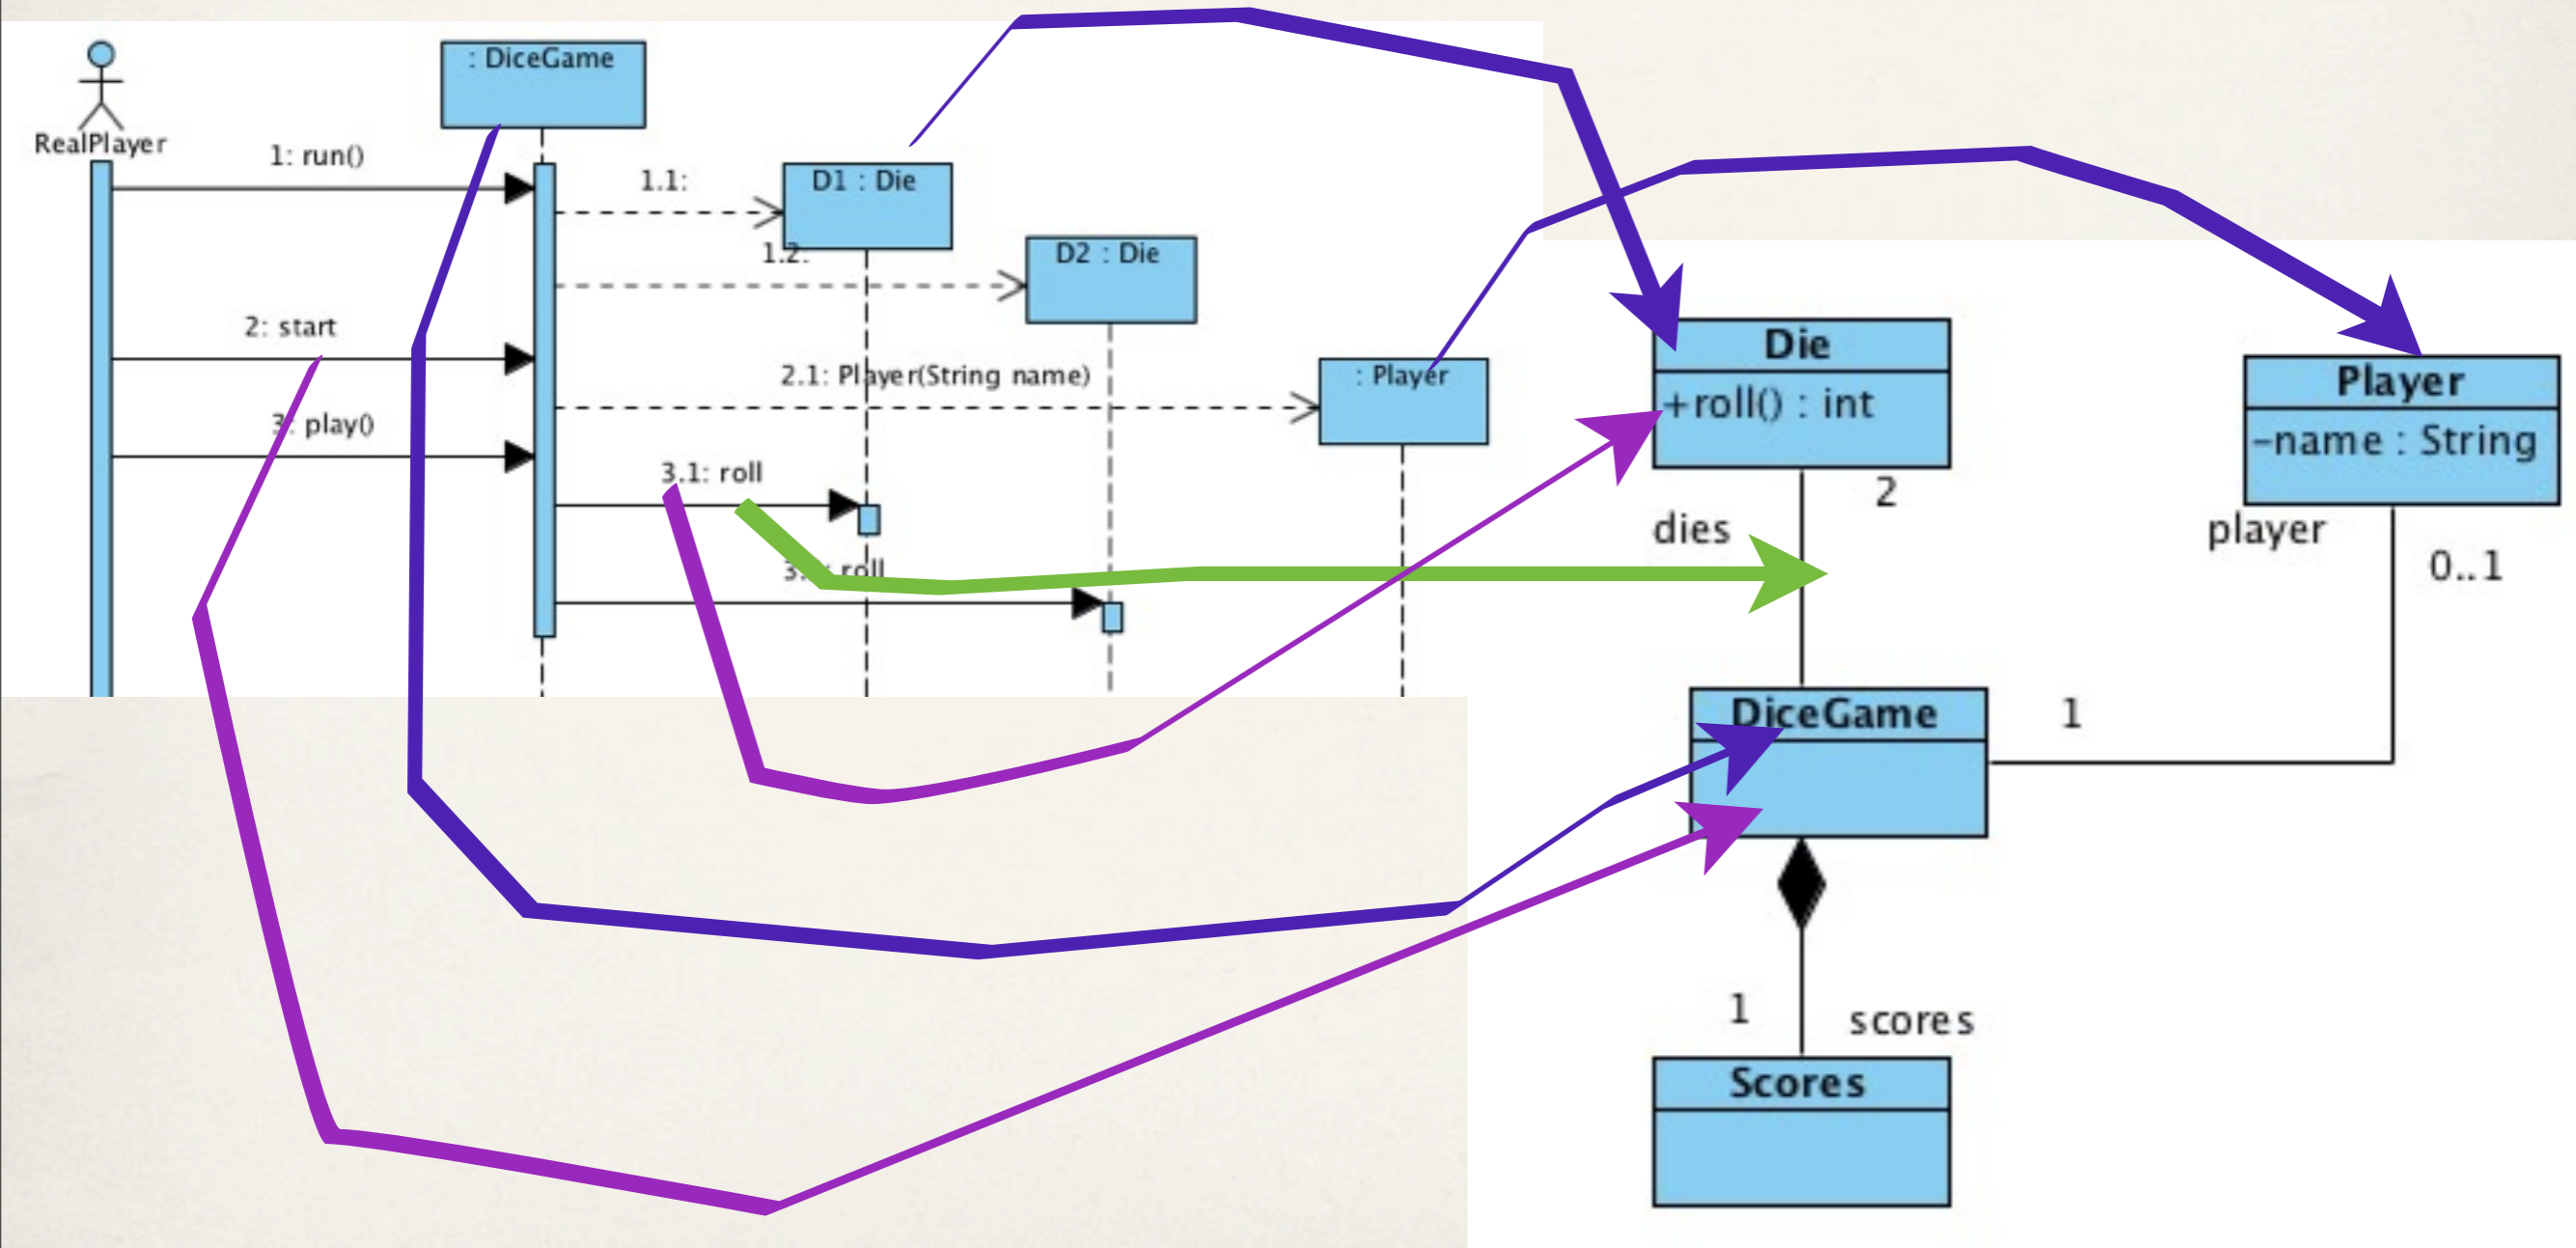 : DiceGame
RealPlayer
1: run()
1.1:
D1 : Die
1.2:
D2 : Die
2: start
2.1: Player(String name)
: Player
3: play()
3.1: roll
roll
Die
+roll() : int
2
dies
Player
-name : String
player
0..1
DiceGame
1
1
scores
Scores